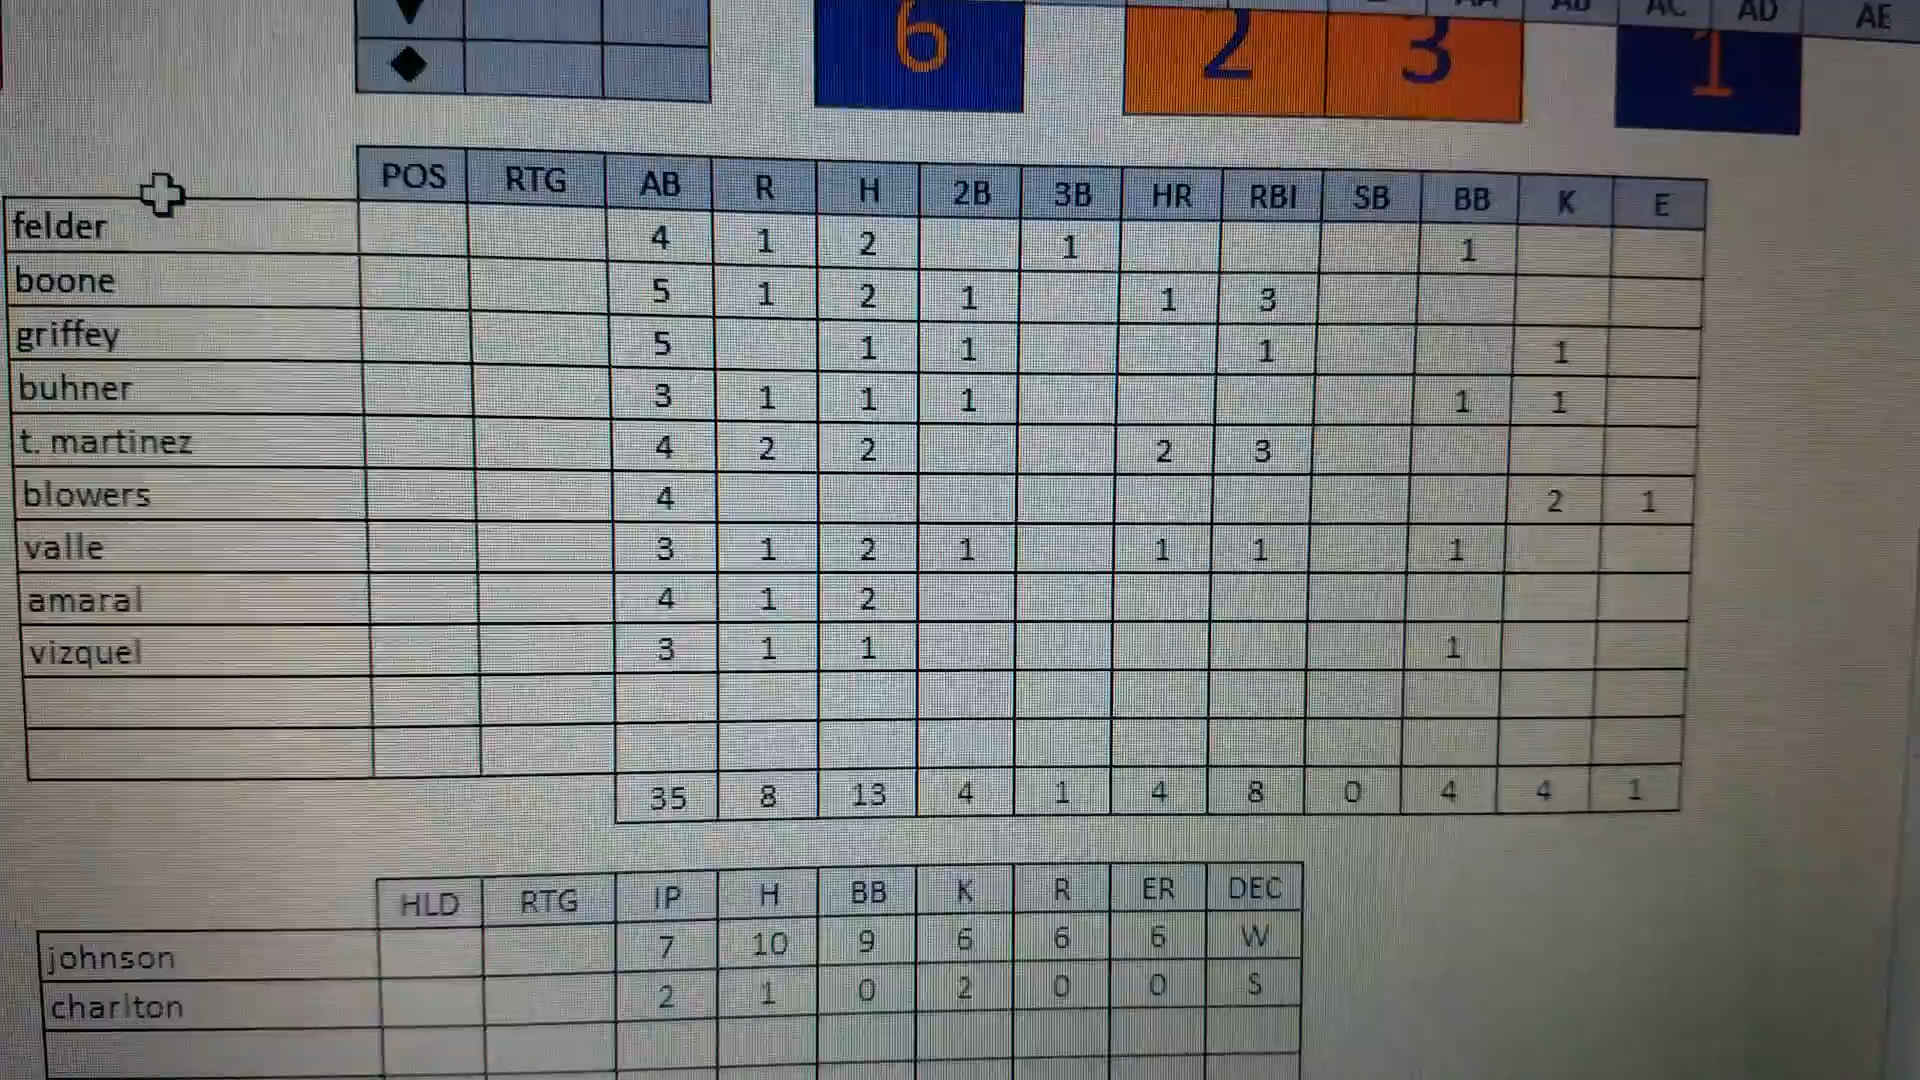 AA AB AC AD AE
6 2 3 1
POS RTG AB R H 2B 3B HR RBI SB BB K E
felder 4 1 2 1 1
boone 5 1 2 1 1 3
griffey 5 1 1 1 1
buhner 3 1 1 1 1 1
t. martinez 4 2 2 2 3
blowers 4 2 1
valle 3 1 2 1 1 1 1
amaral 4 1 2
vizquel 3 1 1 1
35 8 13 4 1 4 8 0 4 4 1
HLD RTG IP H BB K R ER DEC
johnson 7 10 9 6 6 6 W
charlton 2 1 0 2 0 0 S